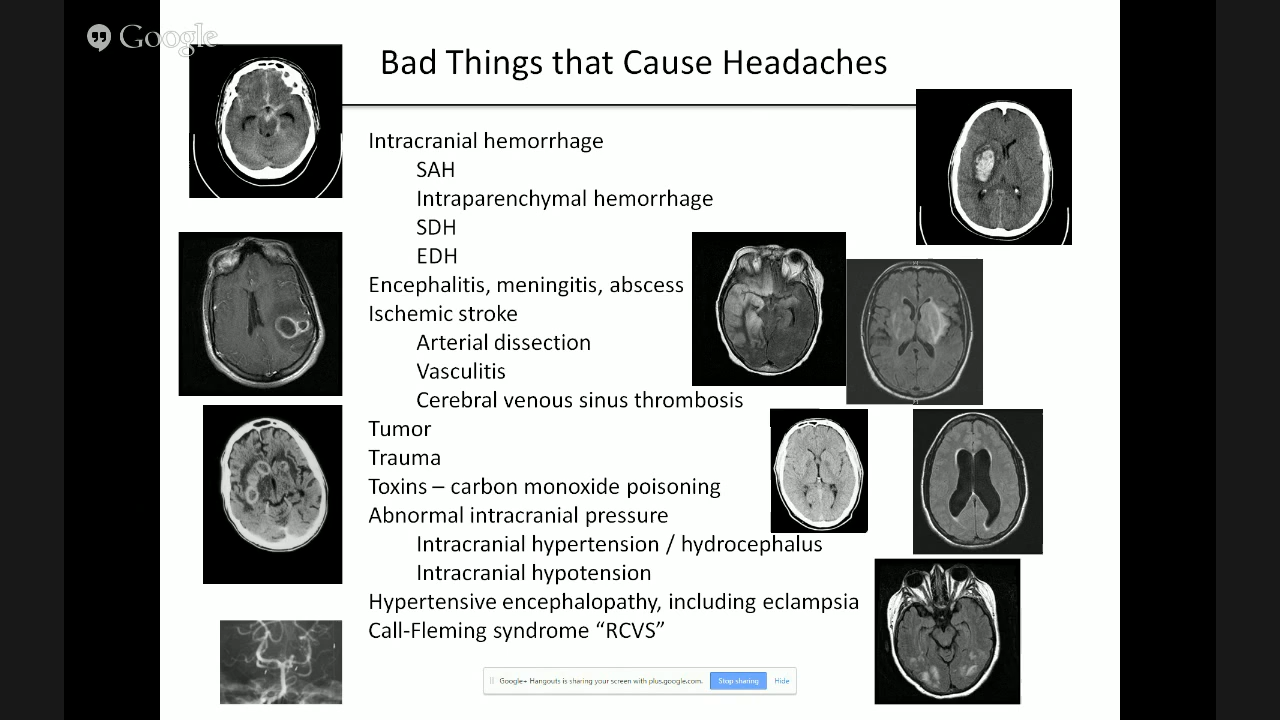 Google
Bad Things that Cause Headaches
Intracranial hemorrhage
SAH
Intraparenchymal hemorrhage
SDH
EDH
Encephalitis, meningitis, abscess
Ischemic stroke
Arterial dissection
Vasculitis
Cerebral venous sinus thrombosis
Tumor
Trauma
Toxins – carbon monoxide poisoning
Abnormal intracranial pressure
Intracranial hypertension / hydrocephalus
Intracranial hypotension
Hypertensive encephalopathy, including eclampsia
Call-Fleming syndrome “RCVS”
Google+ Hangouts is sharing your screen with plus.google.com. Stop sharing Hide